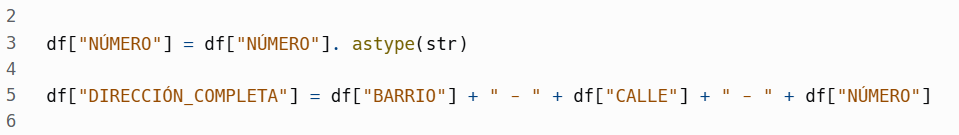 2
3 df["NÚMERO"] = df["NÚMERO"]. astype(str)
4
5 df["DIRECCIÓN_COMPLETA"] = df["BARRIO"] + " - " + df["CALLE"] + " - " + df["NÚMERO"]
6